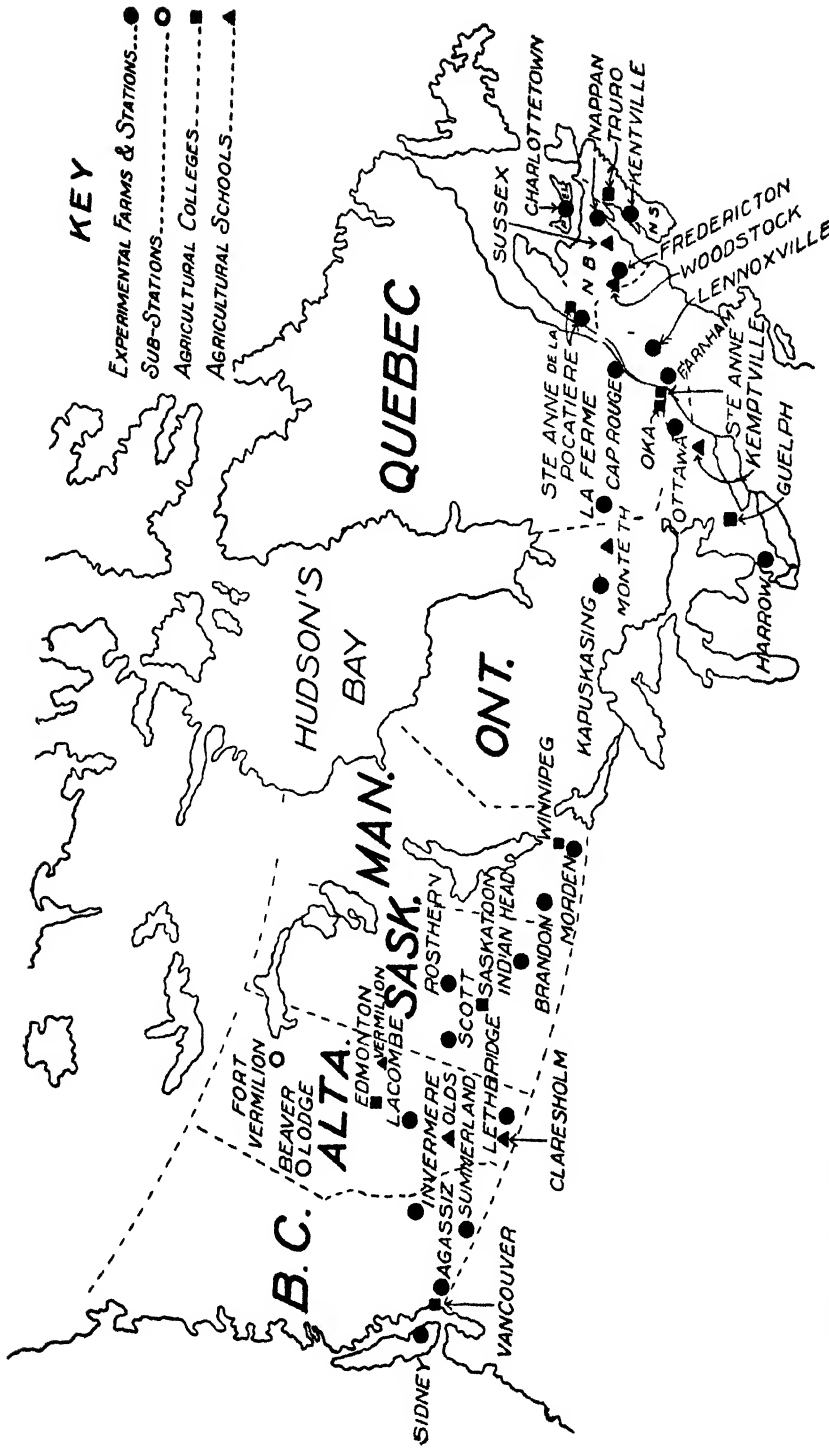 KEY
EXPERIMENTAL FARMS & STATIONS...
SUB-STATIONS
AGRICULTURAL COLLEGES
AGRICULTURAL SCHOOLS
HUDSON'S
BAY
QUEBEC
ONT.
MAN.
SASK.
ALTA.
B.C.
FORT
VERMILION
BEAVER
LODGE
EDMONTON
VERMILION
LACOMBE
INVERMERE
OLDS
AGASSIZ
SUMMERLAND
LETHBRIDGE
CLARESHOLM
VANCOUVER
SIDNEY
ROSTHERN
SCOTT
SASKATOON
INDIAN HEAD
BRANDON
MORDEN
WINNIPEG
KAPUSKASING
MONTETH
LA FERME
CAP ROUGE
STE ANNE DE LA
POCATIERE
OKA
OTTAWA
STE ANNE
KEMPTVILLE
GUELPH
HARROW
FARNHAM
LENNOXVILLE
WOODSTOCK
FREDERICTON
N B
SUSSEX
CHARLOTTETOWN
NAPPAN
TRURO
KENTVILLE
N S